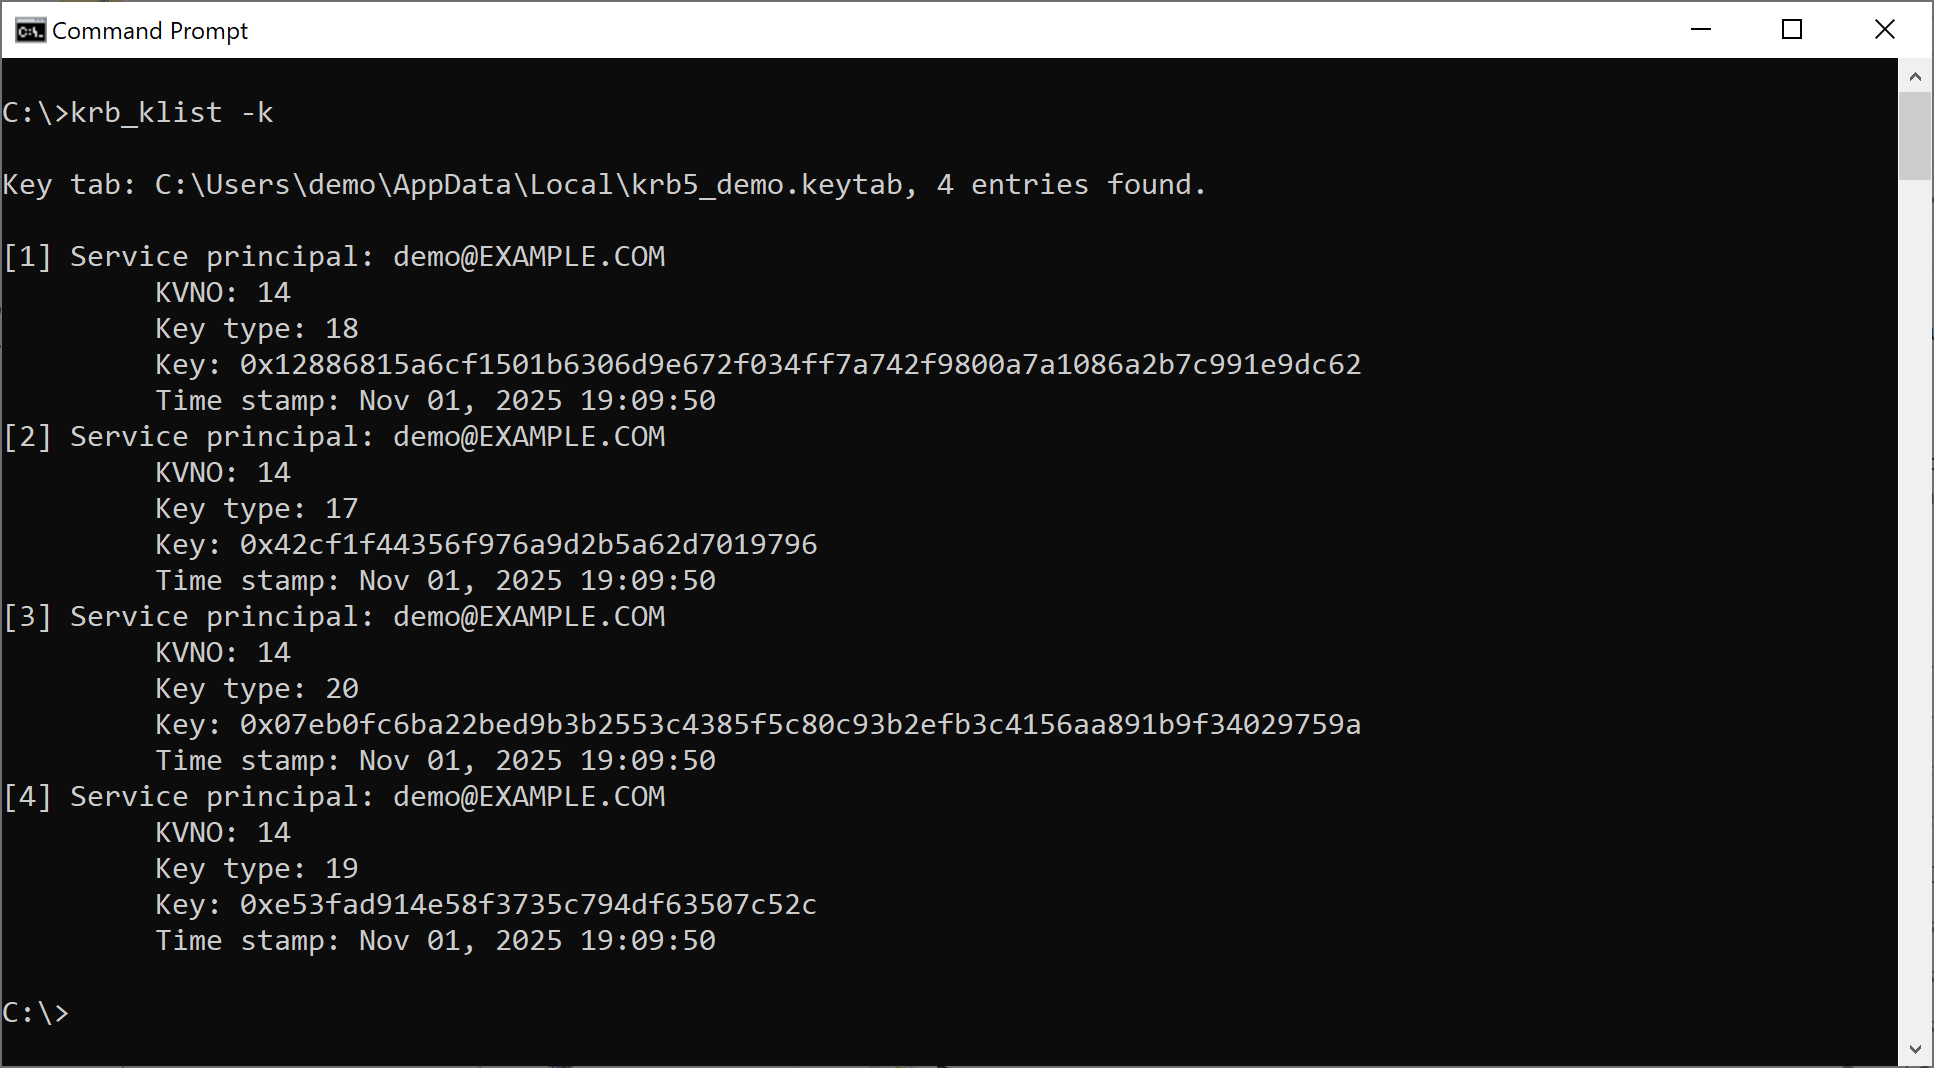 Command Prompt
C:\>krb_klist -k
Key tab: C:\Users\demo\AppData\Local\krb5_demo.keytab, 4 entries found.
[1] Service principal: demo@EXAMPLE.COM
KVNO: 14
Key type: 18
Key: 0x12886815a6cf1501b6306d9e672f034ff7a742f9800a7a1086a2b7c991e9dc62
Time stamp: Nov 01, 2025 19:09:50
[2] Service principal: demo@EXAMPLE.COM
KVNO: 14
Key type: 17
Key: 0x42cf1f44356f976a9d2b5a62d7019796
Time stamp: Nov 01, 2025 19:09:50
[3] Service principal: demo@EXAMPLE.COM
KVNO: 14
Key type: 20
Key: 0x07eb0fc6ba22bed9b3b2553c4385f5c80c93b2efb3c4156aa891b9f34029759a
Time stamp: Nov 01, 2025 19:09:50
[4] Service principal: demo@EXAMPLE.COM
KVNO: 14
Key type: 19
Key: 0xe53fad914e58f3735c794df63507c52c
Time stamp: Nov 01, 2025 19:09:50
C:\>